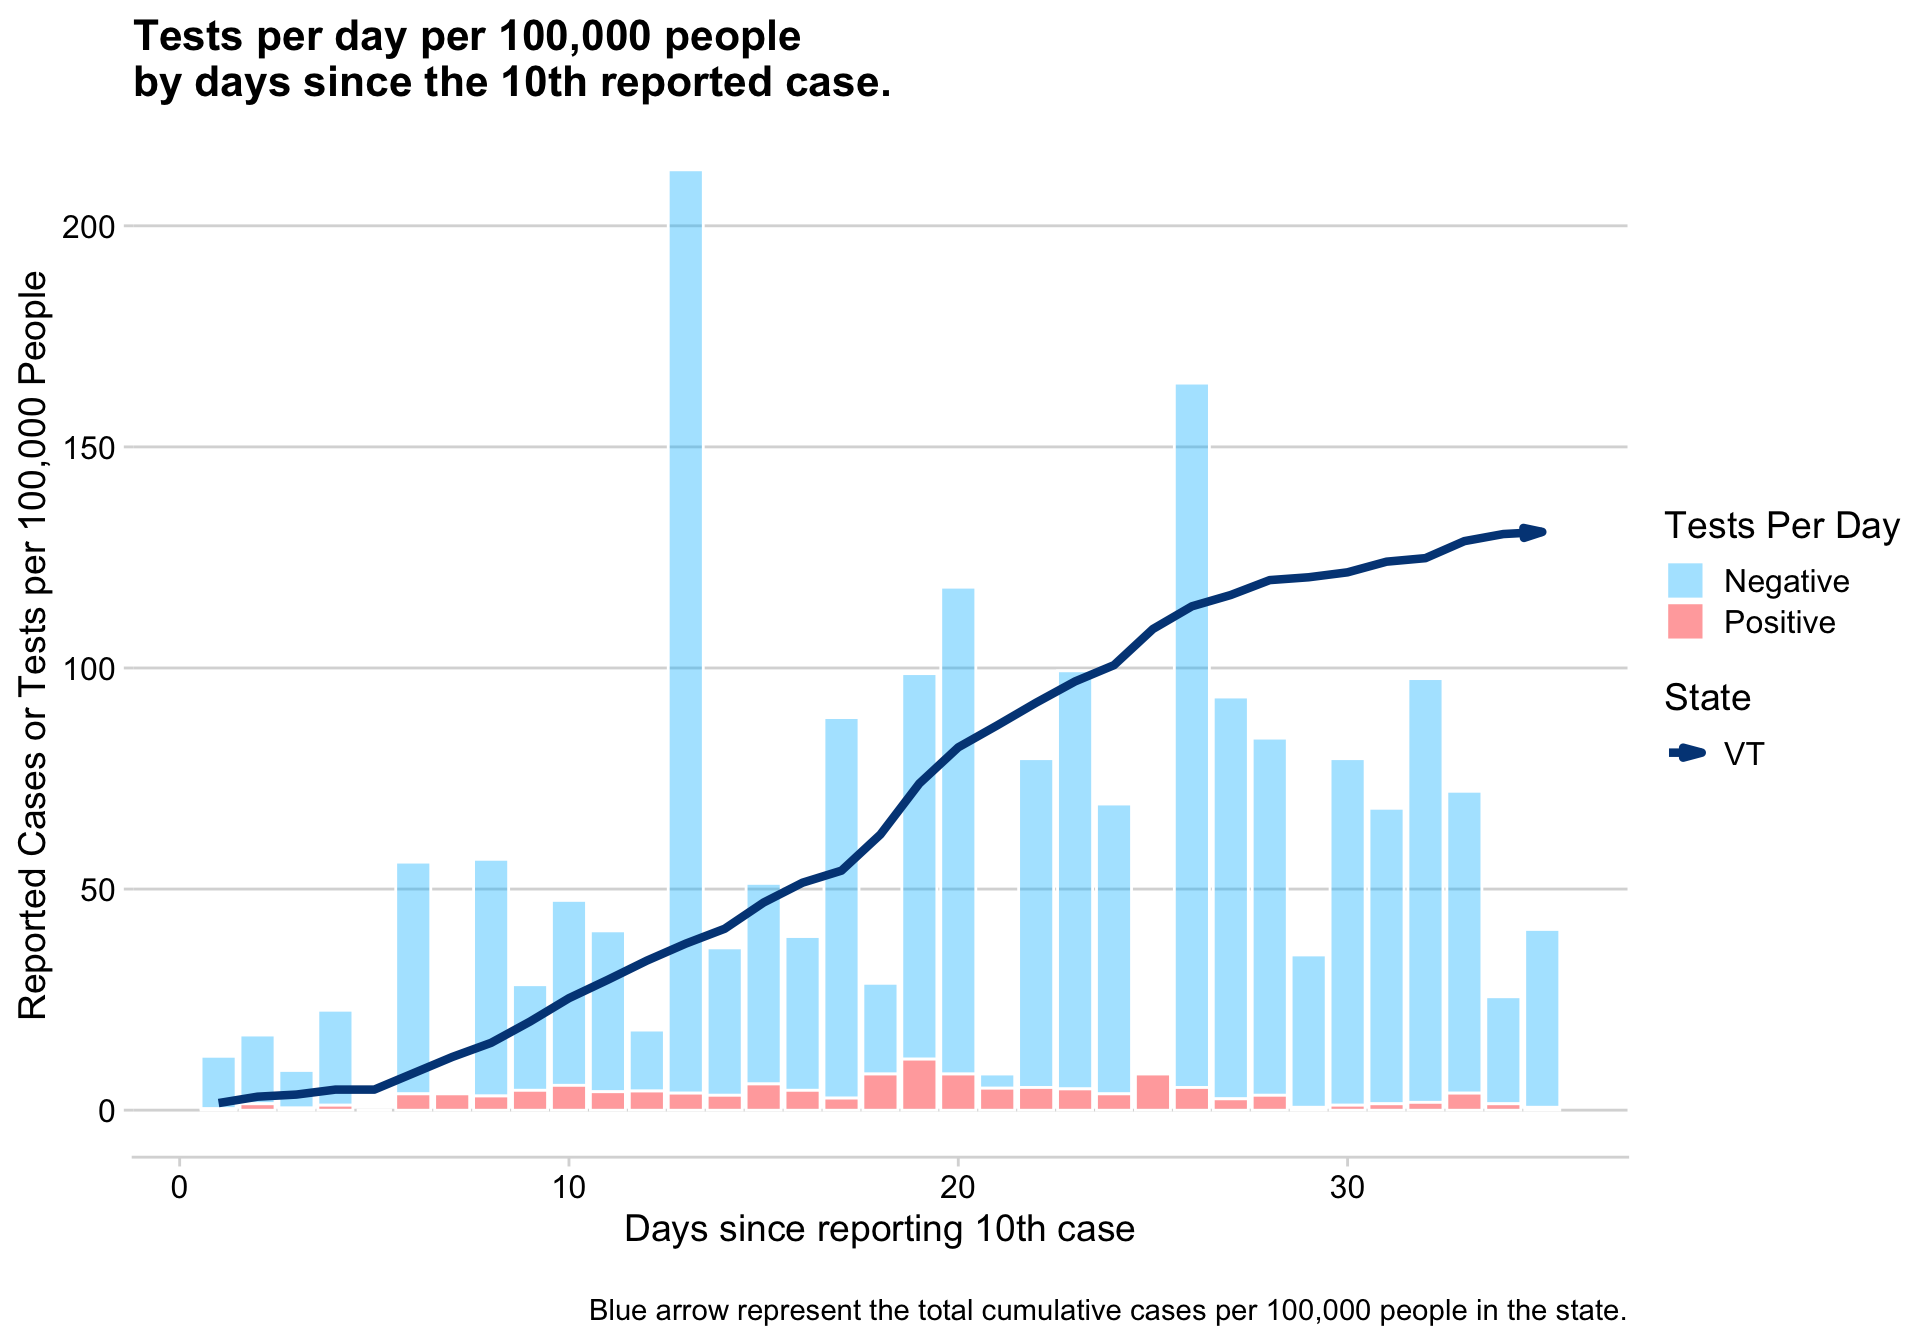 Tests per day per 100,000 people
by days since the 10th reported case.
Reported Cases or Tests per 100,000 People
200
150
100
50
0
0
10
20
30
Days since reporting 10th case
Tests Per Day
Negative
Positive
State
VT
Blue arrow represent the total cumulative cases per 100,000 people in the state.